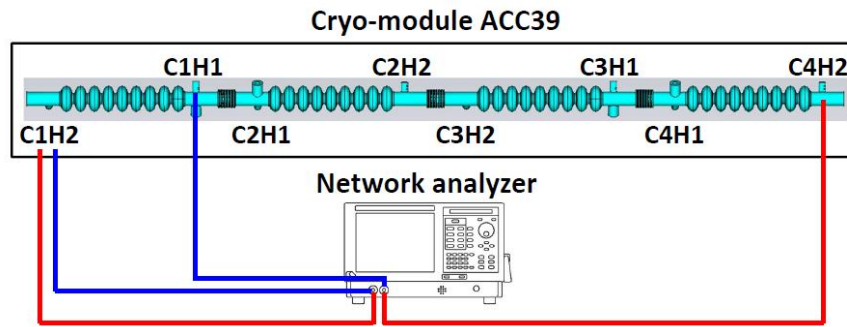 Cryo-module ACC39
C1H1
C2H2
C3H1
C4H2
C1H2
C2H1
C3H2
C4H1
Network analyzer